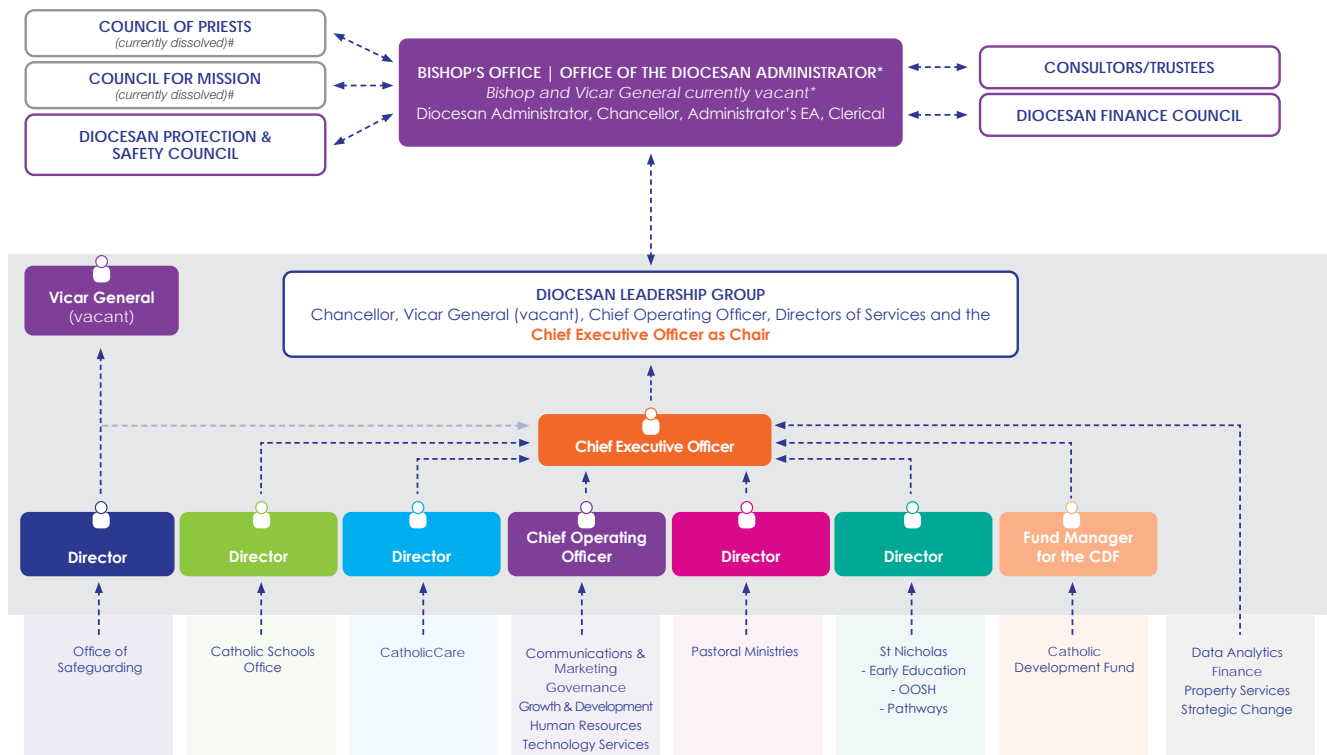 COUNCIL OF PRIESTS
(currently dissolved)#
COUNCIL FOR MISSION
(currently dissolved)#
DIOCESAN PROTECTION &
SAFETY COUNCIL
BISHOP'S OFFICE | OFFICE OF THE DIOCESAN ADMINISTRATOR*
Bishop and Vicar General currently vacant*
Diocesan Administrator, Chancellor, Administrator's EA, Clerical
CONSULTORS/TRUSTEES
DIOCESAN FINANCE COUNCIL
Vicar General
(vacant)
DIOCESAN LEADERSHIP GROUP
Chancellor, Vicar General (vacant), Chief Operating Officer, Directors of Services and the
Chief Executive Officer as Chair
Chief Executive Officer
Director
Director
Director
Chief Operating
Officer
Director
Director
Fund Manager
for the CDF
Office of
Safeguarding
Catholic Schools
Office
CatholicCare
Communications &
Marketing
Governance
Growth & Development
Human Resources
Technology Services
Pastoral Ministries
St Nicholas
- Early Education
- OOSH
- Pathways
Catholic
Development Fund
Data Analytics
Finance
Property Services
Strategic Change